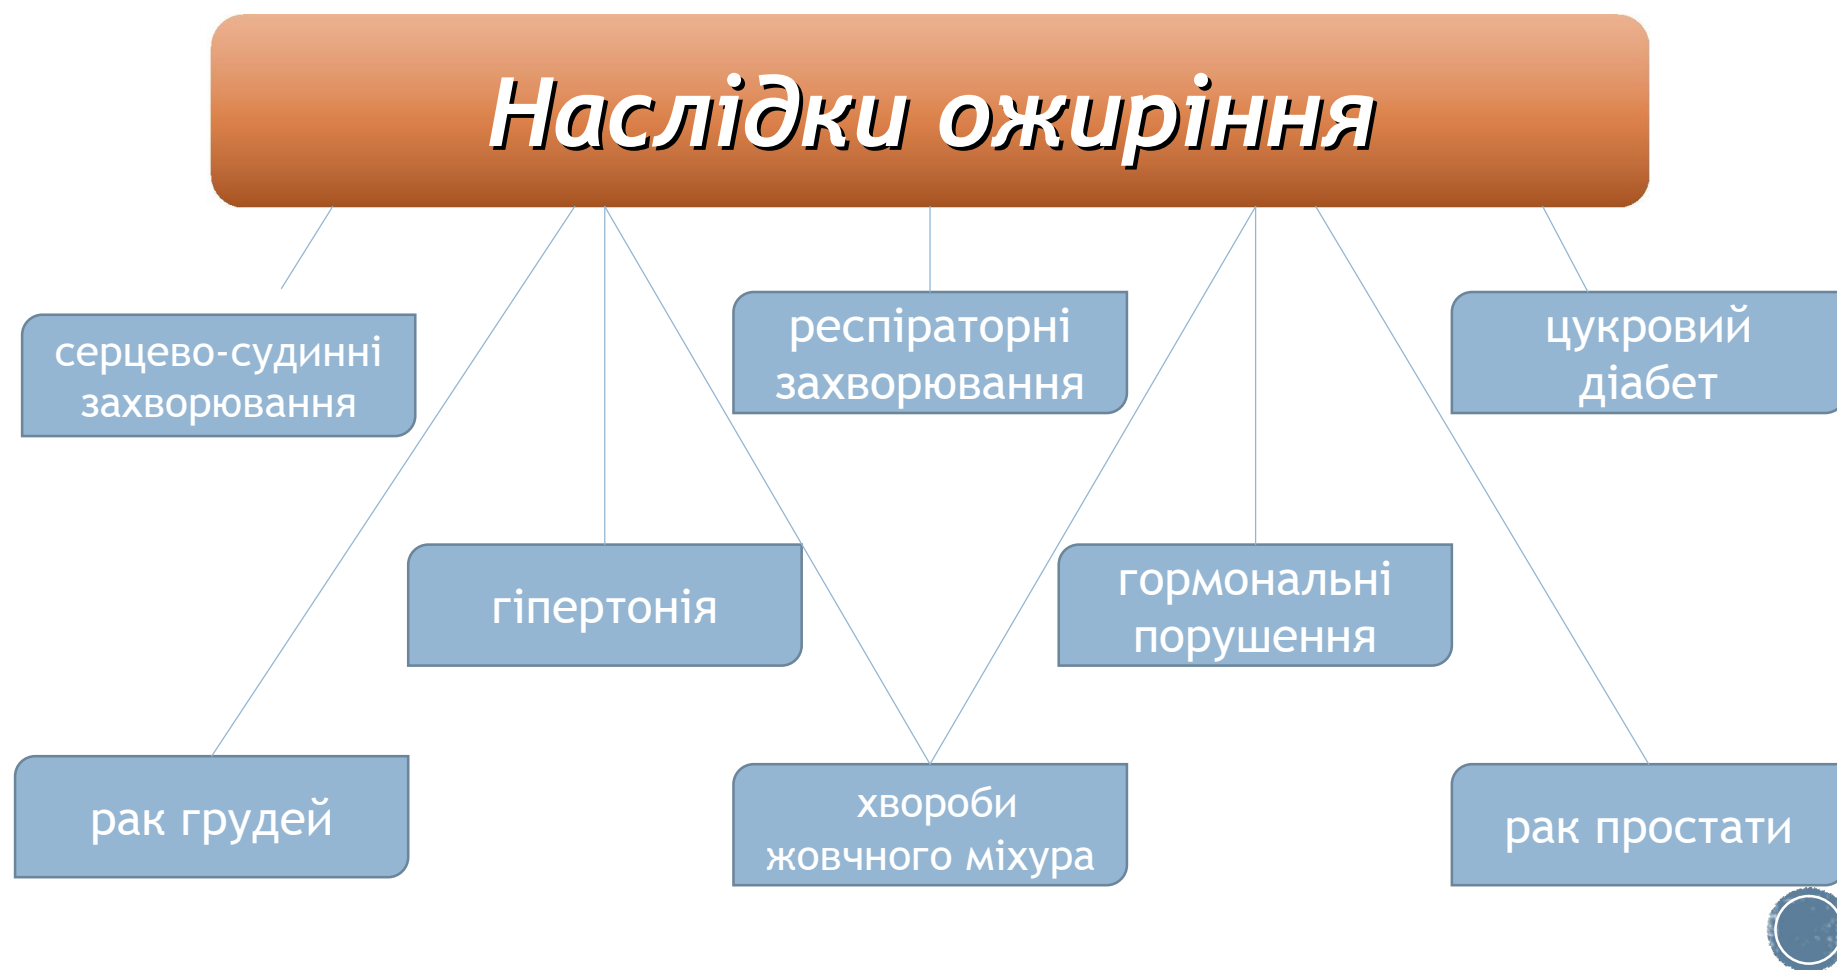 Наслідки ожиріння
серцево-судинні
захворювання
респіраторні
захворювання
цукровий
діабет
гіпертонія
гормональні
порушення
рак грудей
хвороби
жовчного міхура
рак простати